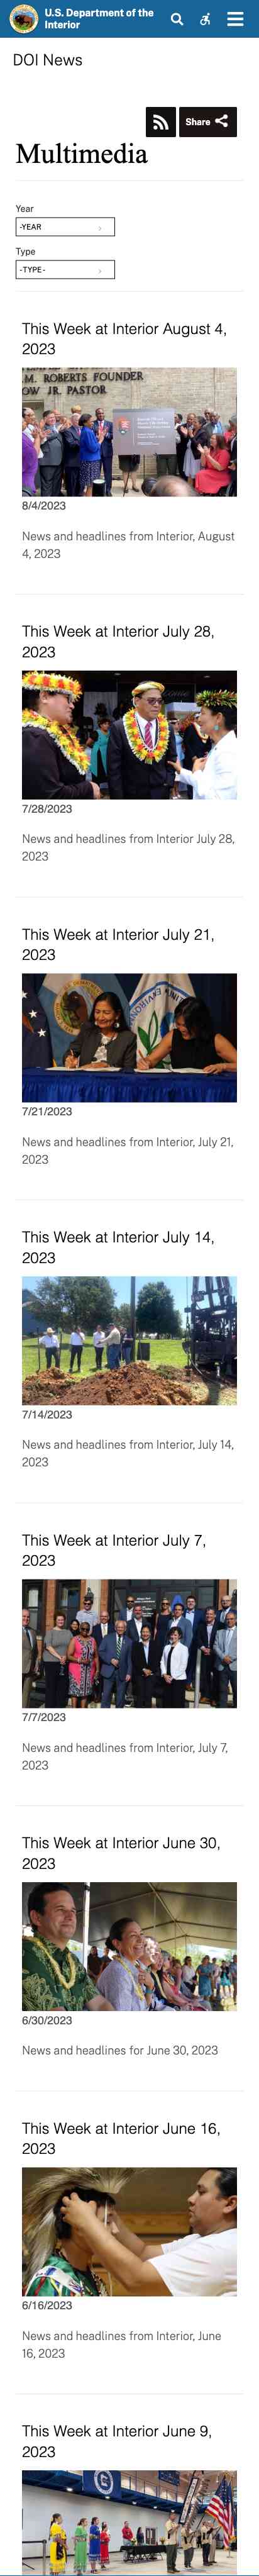 U.S. Department of the
Interior
DOI News
Share
Multimedia
Year
-YEAR
Type
-TYPE-
This Week at Interior August 4,
2023
M. ROBERTS FOUNDER
OW JR. PASTOR
8/4/2023
News and headlines from Interior, August
4, 2023
This Week at Interior July 28,
2023
7/28/2023
News and headlines from Interior July 28,
2023
This Week at Interior July 21,
2023
7/21/2023
News and headlines from Interior, July 21,
2023
This Week at Interior July 14,
2023
7/14/2023
News and headlines from Interior, July 14,
2023
This Week at Interior July 7,
2023
7/7/2023
News and headlines from Interior, July 7,
2023
This Week at Interior June 30,
2023
6/30/2023
News and headlines for June 30, 2023
This Week at Interior June 16,
2023
6/16/2023
News and headlines from Interior, June
16, 2023
This Week at Interior June 9,
2023